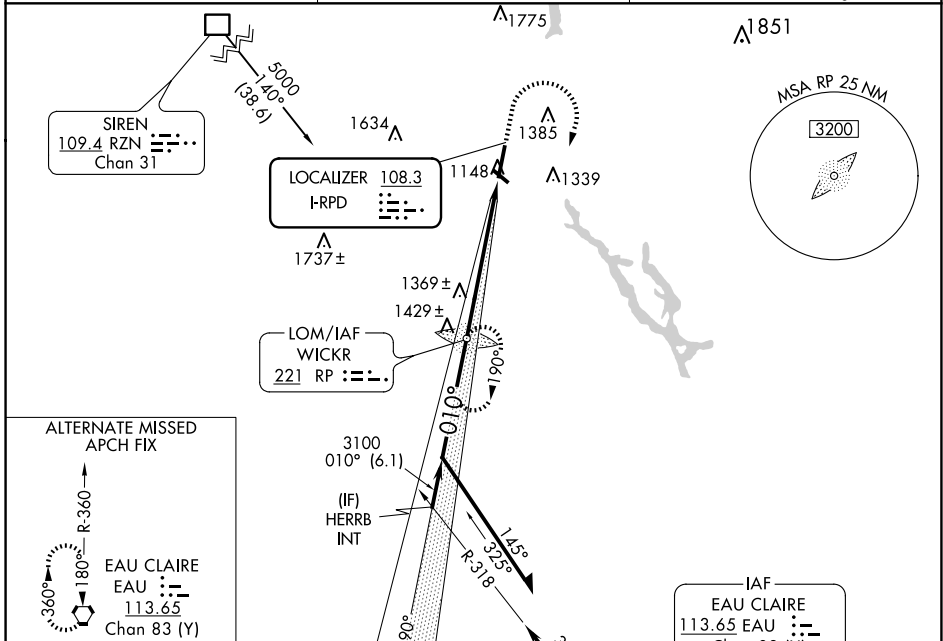 1775
1851
5000
140°
(38.6)
MSA RP 25 NM
3200
SIREN
109.4 RZN
Chan 31
1634
1385
LOCALIZER 108.3
I-RPD
1148
1339
1737±
1369±
1429±
LOM/IAF
WICKR
221 RP
190°
010°
ALTERNATE MISSED
APCH FIX
3100
010° (6.1)
(IF)
HERRB
INT
R-360
145°
325°
R-318
360°
180°
EAU CLAIRE
EAU
113.65
Chan 83 (Y)
IAF
EAU CLAIRE
113.65 EAU